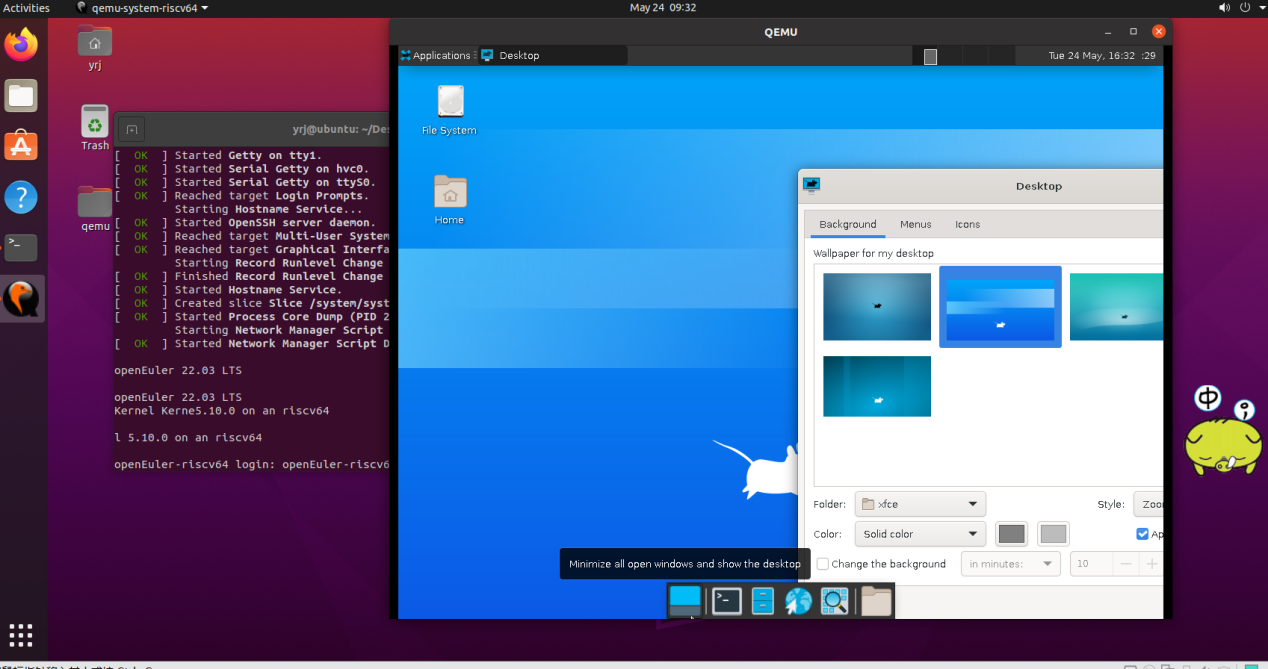 Activities
qemu-system-riscv64
May 24 09:32
yrj
Trash
qemu
yrj@ubuntu: ~/De
[ OK ] Started Getty on tty1.
[ OK ] Started Serial Getty on hvc0.
[ OK ] Started Serial Getty on ttyS0.
[ OK ] Reached target Login Prompts.
Starting Hostname Service...
[ OK ] Started OpenSSH server daemon.
[ OK ] Reached target Multi-User System
[ OK ] Reached target Graphical Interfa
Starting Record Runlevel Change
[ OK ] Finished Record Runlevel Change
[ OK ] Started Hostname Service.
[ OK ] Created slice Slice /system/syst
[ OK ] Started Process Core Dump (PID 2
Starting Network Manager Script
[ OK ] Started Network Manager Script D
openEuler 22.03 LTS
openEuler 22.03 LTS
Kernel Kerne5.10.0 on an riscv64
l 5.10.0 on an riscv64
openEuler-riscv64 login: openEuler-riscv6
QEMU
Applications
Desktop
Tue 24 May, 16:32 :29
File System
Home
Desktop
Background
Menus
Icons
Wallpaper for my desktop
Folder:
xfce
Style:
Zoo
Color:
Solid color
Ap
Change the background
in minutes:
10
Minimize all open windows and show the desktop
中